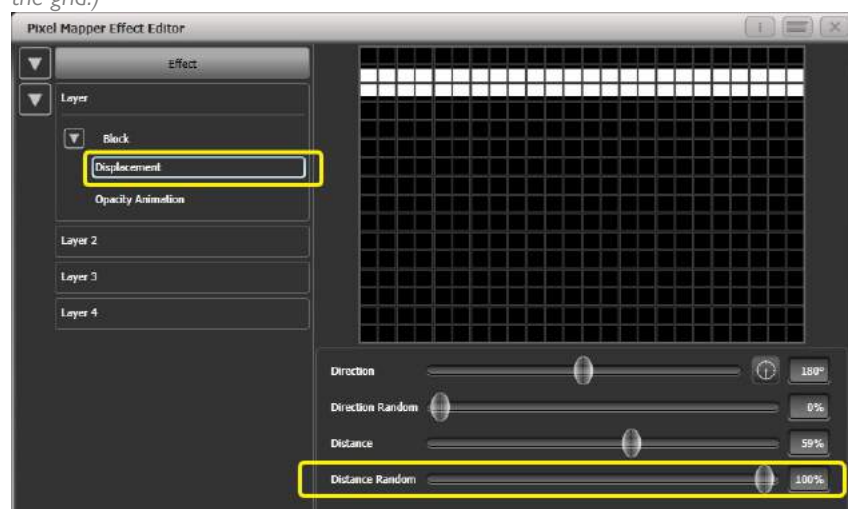 the grid.)
Pixel Mapper Effect Editor
i
Effect
Layer
Block
Displacement
Opacity Animation
Layer 2
Layer 3
Layer 4
Direction 180°
Direction Random 0%
Distance 59%
Distance Random 100%